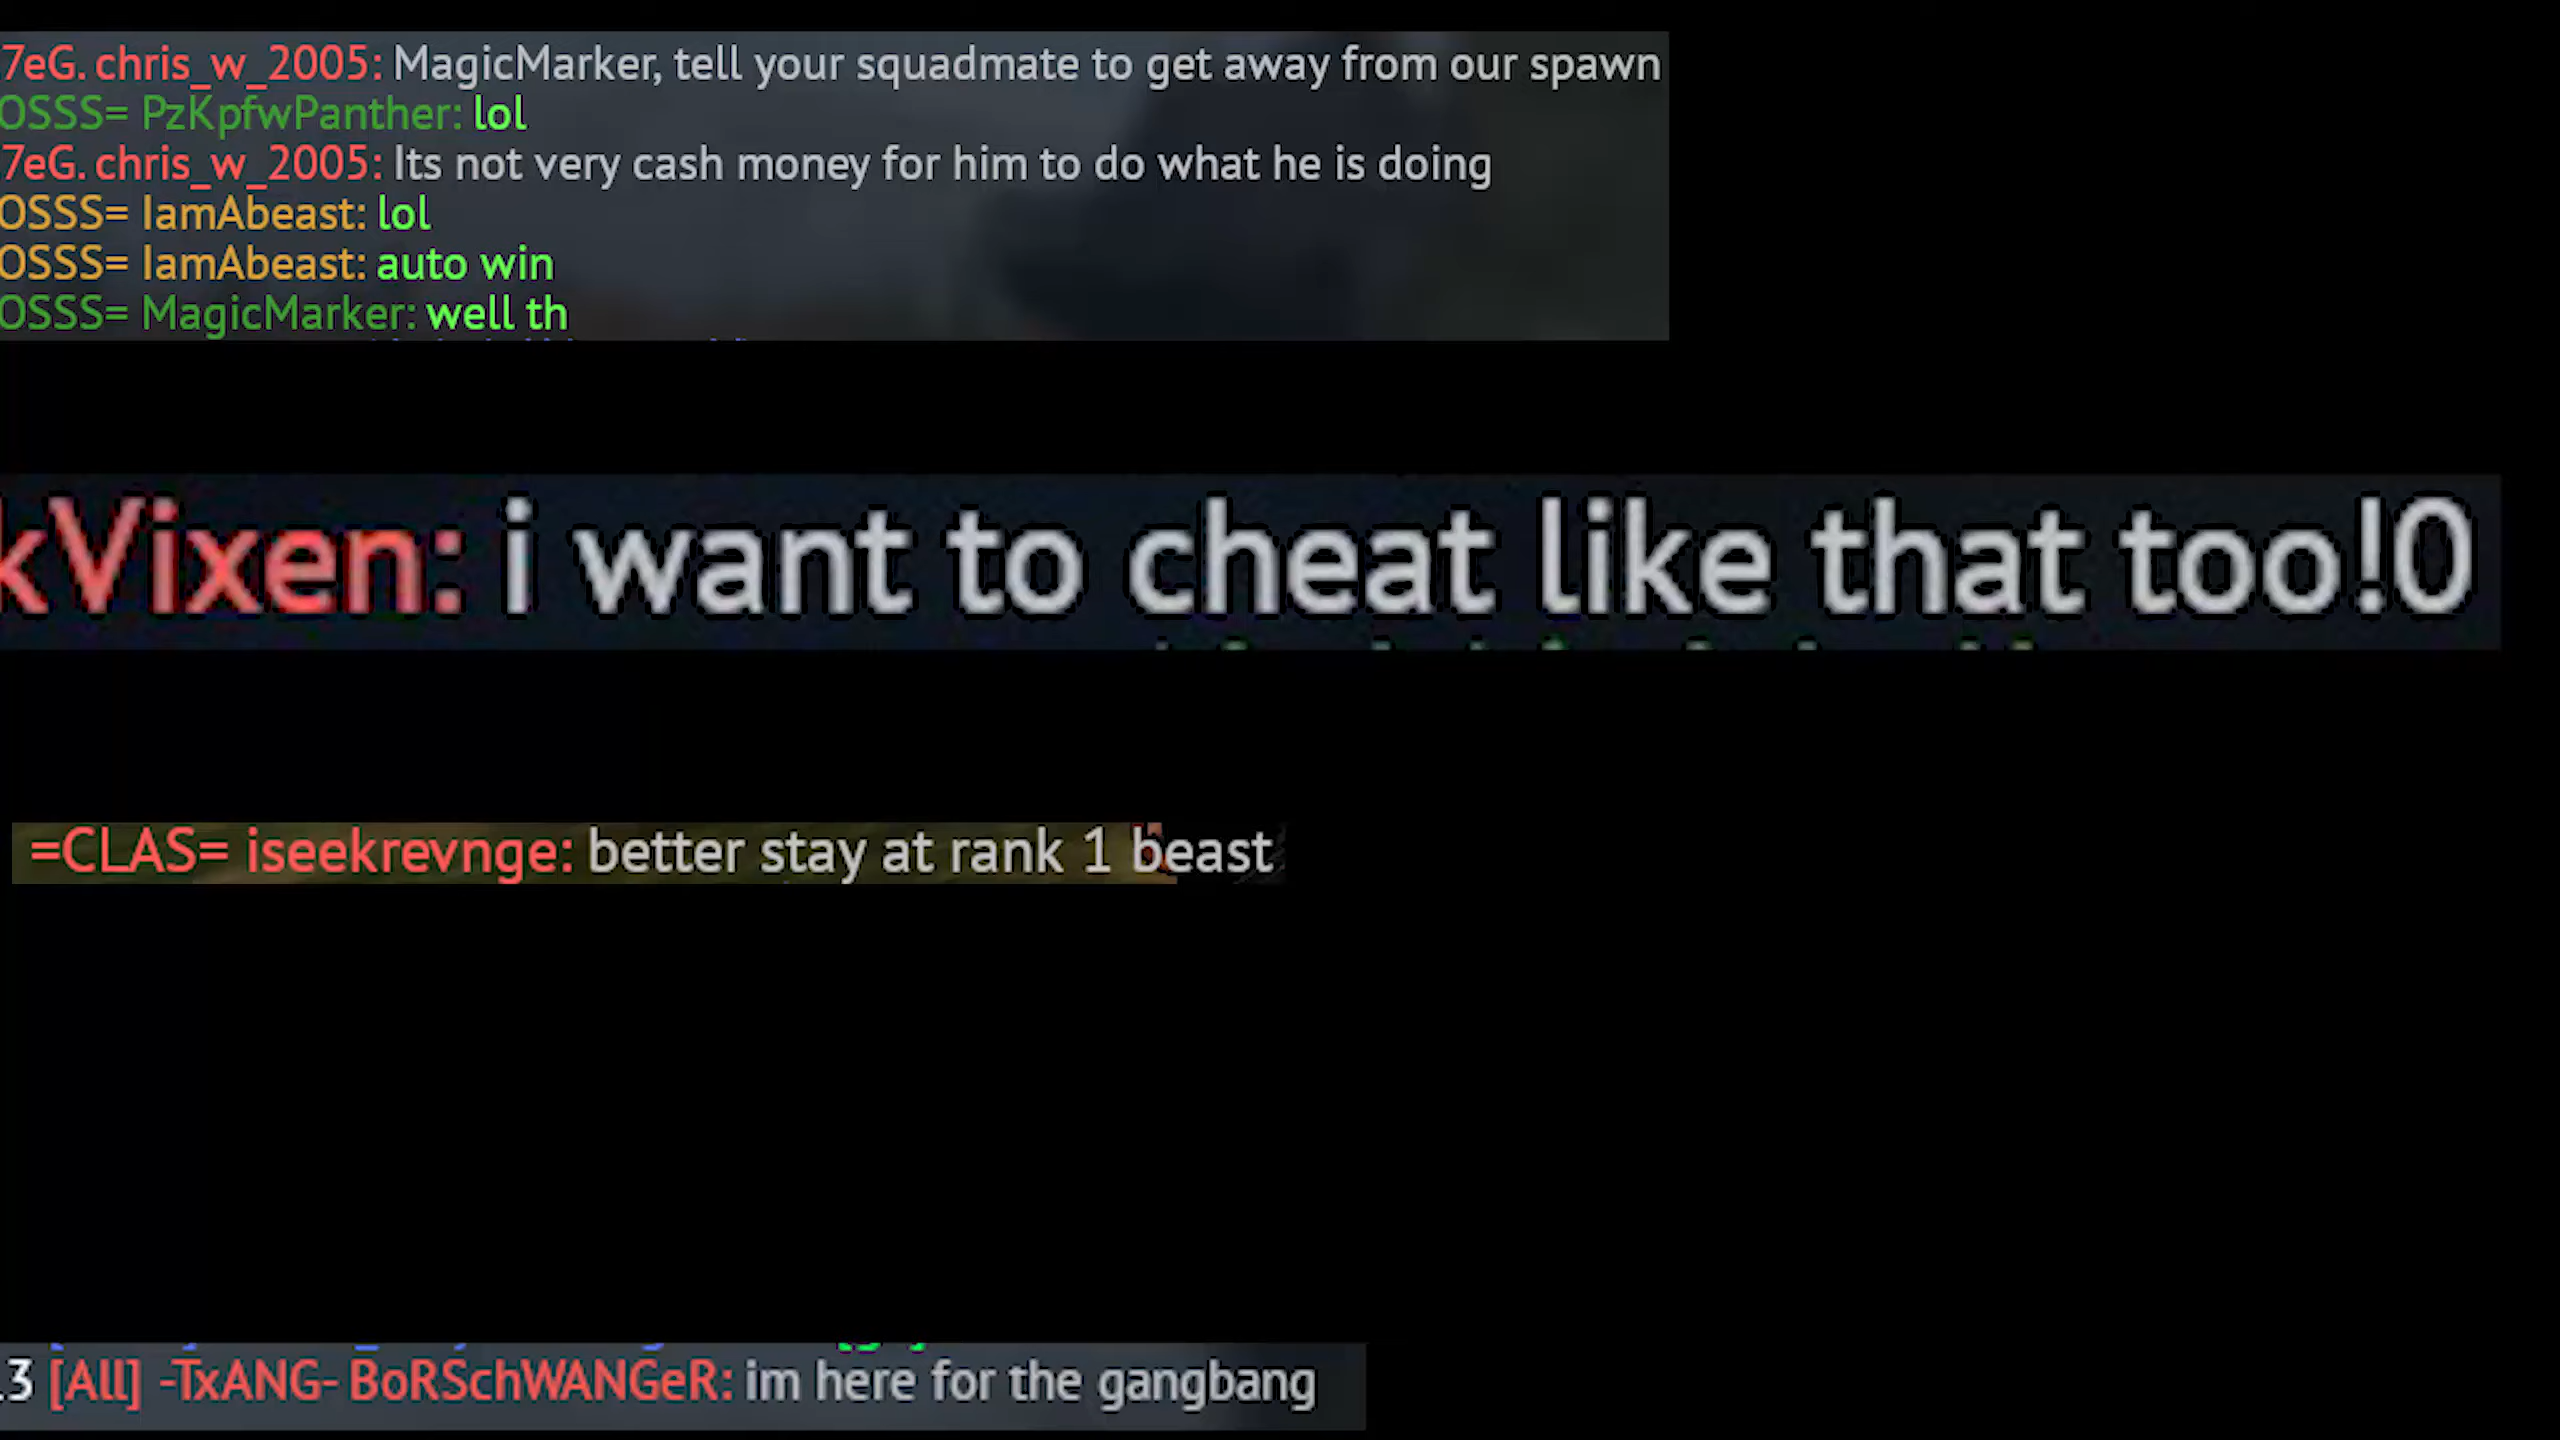 7eG. chris_w_2005: MagicMarker, tell your squadmate to get away from our spawn
OSSS= PzKpfwPanther: lol
7eG. chris_w_2005: Its not very cash money for him to do what he is doing
OSSS= IamAbeast: lol
OSSS= IamAbeast: auto win
OSSS= MagicMarker: well th
kVixen: i want to cheat like that too!0
=CLAS= iseekrevnge: better stay at rank 1 beast
13 [All] -TxANG- BoRSchWANGeR: im here for the gangbang